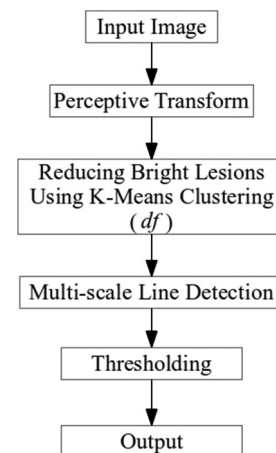 Input Image
Perceptive Transform
Reducing Bright Lesions
Using K-Means Clustering
( df )
Multi-scale Line Detection
Thresholding
Output